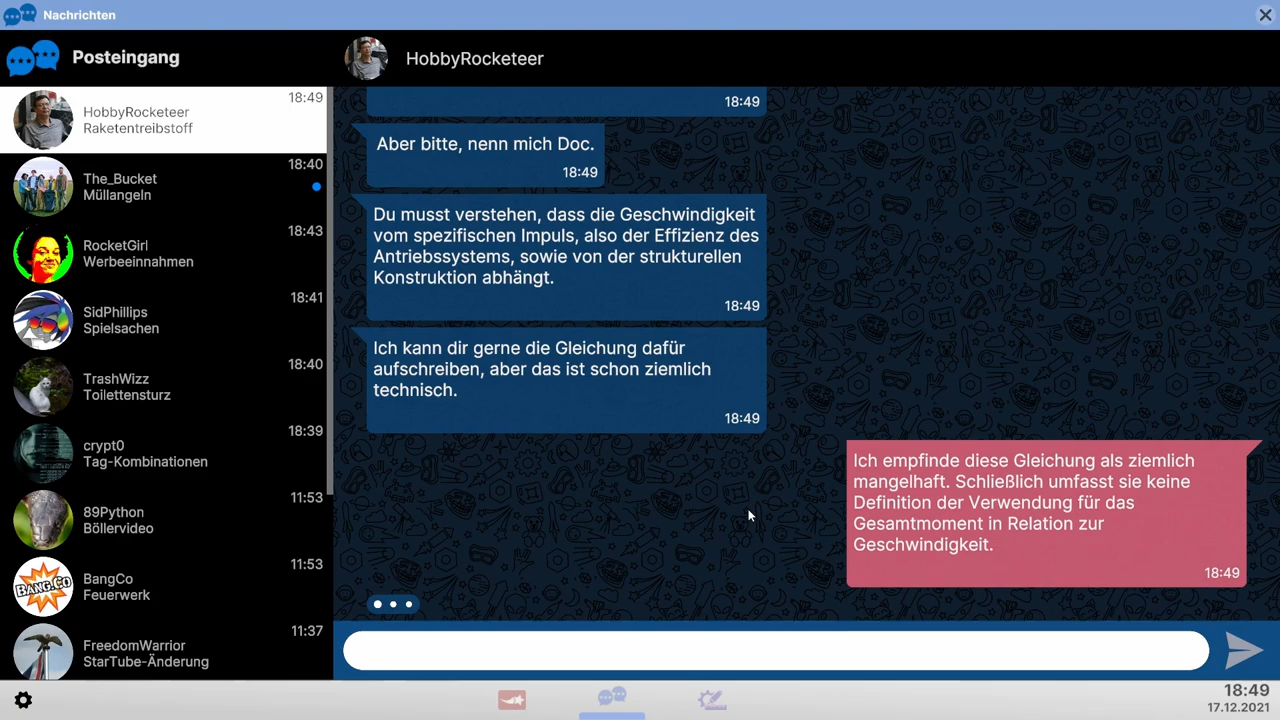 Nachrichten
Posteingang
HobbyRocketeer
18:49
HobbyRocketeer
Raketentreibstoff
18:40
The_Bucket
Müllangeln
18:43
RocketGirl
Werbeeinnahmen
18:41
SidPhillips
Spielsachen
18:40
TrashWizz
Toilettensturz
18:39
crypt0
Tag-Kombinationen
11:53
89Python
Böllervideo
11:53
BANG.CO
BangCo
Feuerwerk
11:37
FreedomWarrior
StarTube-Änderung
18:49
Aber bitte, nenn mich Doc.
18:49
Du musst verstehen, dass die Geschwindigkeit
vom spezifischen Impuls, also der Effizienz des
Antriebssystems, sowie von der strukturellen
Konstruktion abhängt.
18:49
Ich kann dir gerne die Gleichung dafür
aufschreiben, aber das ist schon ziemlich
technisch.
18:49
Ich empfinde diese Gleichung als ziemlich
mangelhaft. Schließlich umfasst sie keine
Definition der Verwendung für das
Gesamtmoment in Relation zur
Geschwindigkeit.
18:49
18:49
17.12.2021